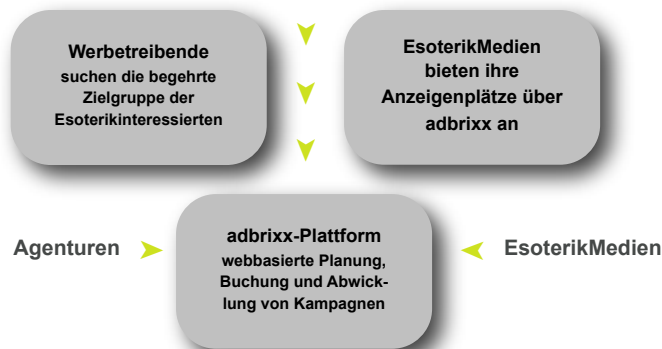 Werbetreibende
suchen die begehrte
Zielgruppe der
Esoterikinteressierten
EsoterikMedien
bieten ihre
Anzeigenplätze über
adbrixx an
Agenturen
adbrixx-Plattform
webbasierte Planung,
Buchung und Abwick-
lung von Kampagnen
EsoterikMedien